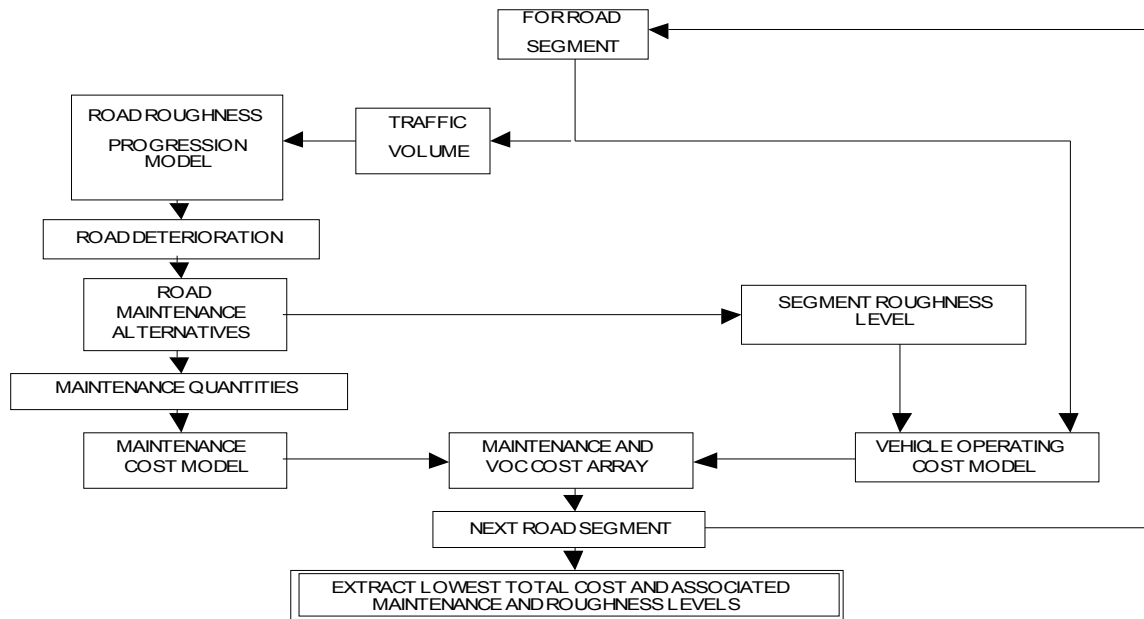 FOR ROAD
SEGMENT
ROAD ROUGHNESS
PROGRESSION
MODEL
TRAFFIC
VOLUME
ROAD DETERIORATION
ROAD
MAINTENANCE
ALTERNATIVES
SEGMENT ROUGHNESS
LEVEL
MAINTENANCE QUANTITIES
MAINTENANCE
COST MODEL
MAINTENANCE AND
VOC COST ARRAY
VEHICLE OPERATING
COST MODEL
NEXT ROAD SEGMENT
EXTRACT LOWEST TOTAL COST AND ASSOCIATED
MAINTENANCE AND ROUGHNESS LEVELS